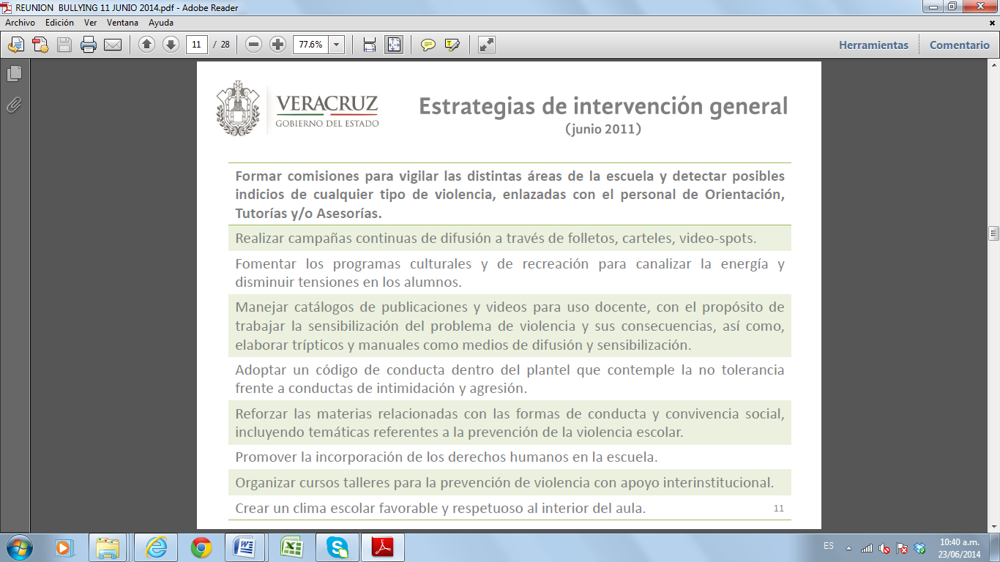 REUNION  BULLYING 11 JUNIO 2014.pdf - Adobe Reader
Archivo Edición Ver Ventana Ayuda
11 / 28 77.6% Herramientas Comentario
VERACRUZ
GOBIERNO DEL ESTADO
Estrategias de intervención general
(junio 2011)
Formar comisiones para vigilar las distintas áreas de la escuela y detectar posibles
indicios de cualquier tipo de violencia, enlazadas con el personal de Orientación,
Tutorías y/o Asesorías.
Realizar campañas continuas de difusión a través de folletos, carteles, video-spots.
Fomentar los programas culturales y de recreación para canalizar la energía y
disminuir tensiones en los alumnos.
Manejar catálogos de publicaciones y videos para uso docente, con el propósito de
trabajar la sensibilización del problema de violencia y sus consecuencias, así como,
elaborar trípticos y manuales como medios de difusión y sensibilización.
Adoptar un código de conducta dentro del plantel que contemple la no tolerancia
frente a conductas de intimidación y agresión.
Reforzar las materias relacionadas con las formas de conducta y convivencia social,
incluyendo temáticas referentes a la prevención de la violencia escolar.
Promover la incorporación de los derechos humanos en la escuela.
Organizar cursos talleres para la prevención de violencia con apoyo interinstitucional.
Crear un clima escolar favorable y respetuoso al interior del aula.
11
ES
10:40 a.m.
23/06/2014